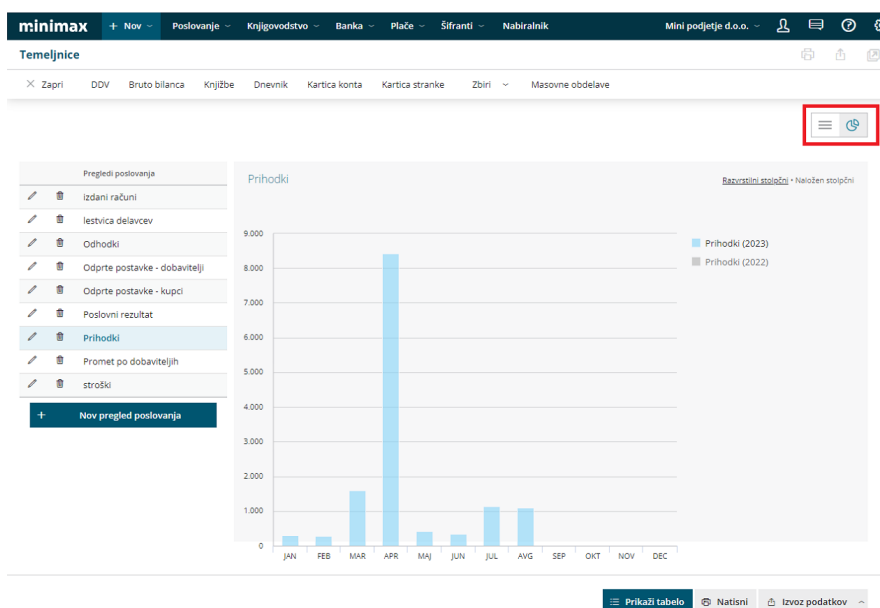 minimax + Nov Poslovanje Knjigovodstvo Banka Plače Šifranti Nabiralnik Mini podjetje d.o.o.
Temeljnice
Zapri DDV Bruto bilanca Knjižbe Dnevnik Kartica konta Kartica stranke Zbiri Masovne obdelave
Pregledi poslovanja
izdani računi
lestvica delavcev
Odhodki
Odprte postavke - dobavitelji
Odprte postavke - kupci
Poslovni rezultat
Prihodki
Promet po dobaviteljih
stroški
+ Nov pregled poslovanja
Prihodki
Razvrstilni stolpčni • Naložen stolpčni
9.000
8.000
7.000
6.000
5.000
4.000
3.000
2.000
1.000
0
JAN FEB MAR APR MAJ JUN JUL AVG SEP OKT NOV DEC
Prihodki (2023)
Prihodki (2022)
Prikaži tabelo Natisni Izvoz podatkov